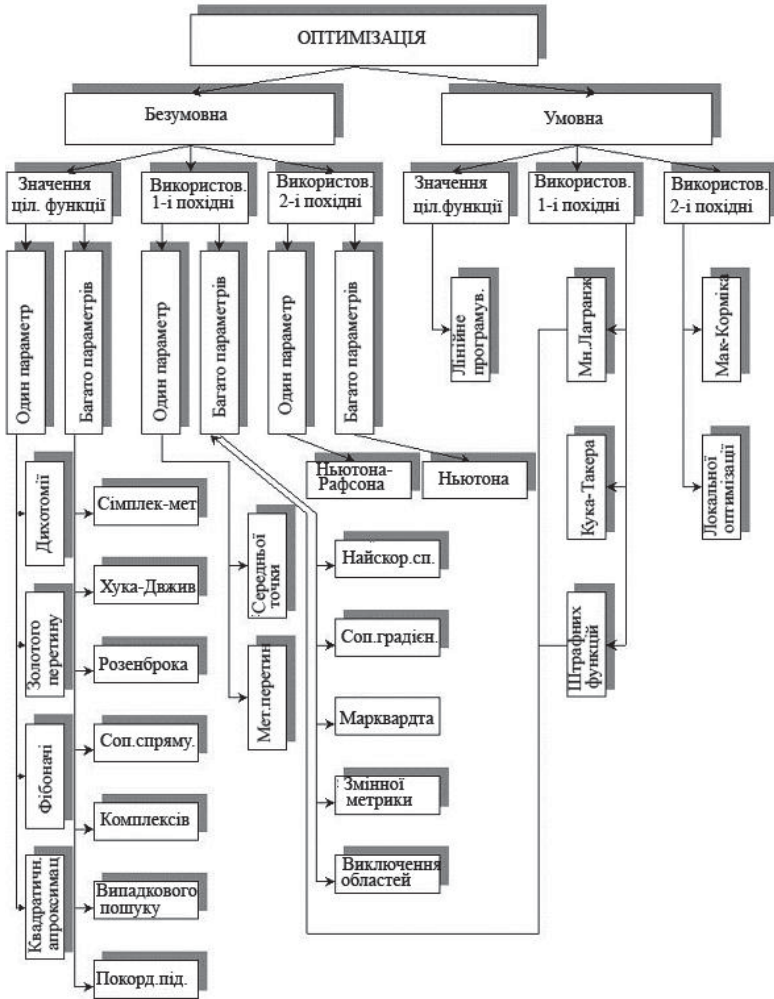 ОПТИМІЗАЦІЯ
Безумовна
Умовна
Значення
ціл. функції
Використов.
1-і похідні
Використов.
2-і похідні
Значення
ціл.функції
Використов.
1-і похідні
Використов.
2-і похідні
Один параметр
Багато параметрів
Один параметр
Багато параметрів
Один параметр
Багато параметрів
Лінійне
програмув.
Мн.Лагранж
Мак-Корміка
Ньютона-
Рафсона
Ньютона
Дихотомії
Сімплек-мет
Кука-Такера
Локальної
оптимізації
Хука-Двжив
Середньої
точки
Найскор.сп.
Золотого
перетину
Розенброка
Мет.перетин
Соп.градієн.
Штрафних
функцій
Фібоначі
Соп.спряму.
Марквардта
Комплексів
Змінної
метрики
Квадратичн.
апроксимац
Випадкового
пошуку
Виключення
областей
Покорд.під.